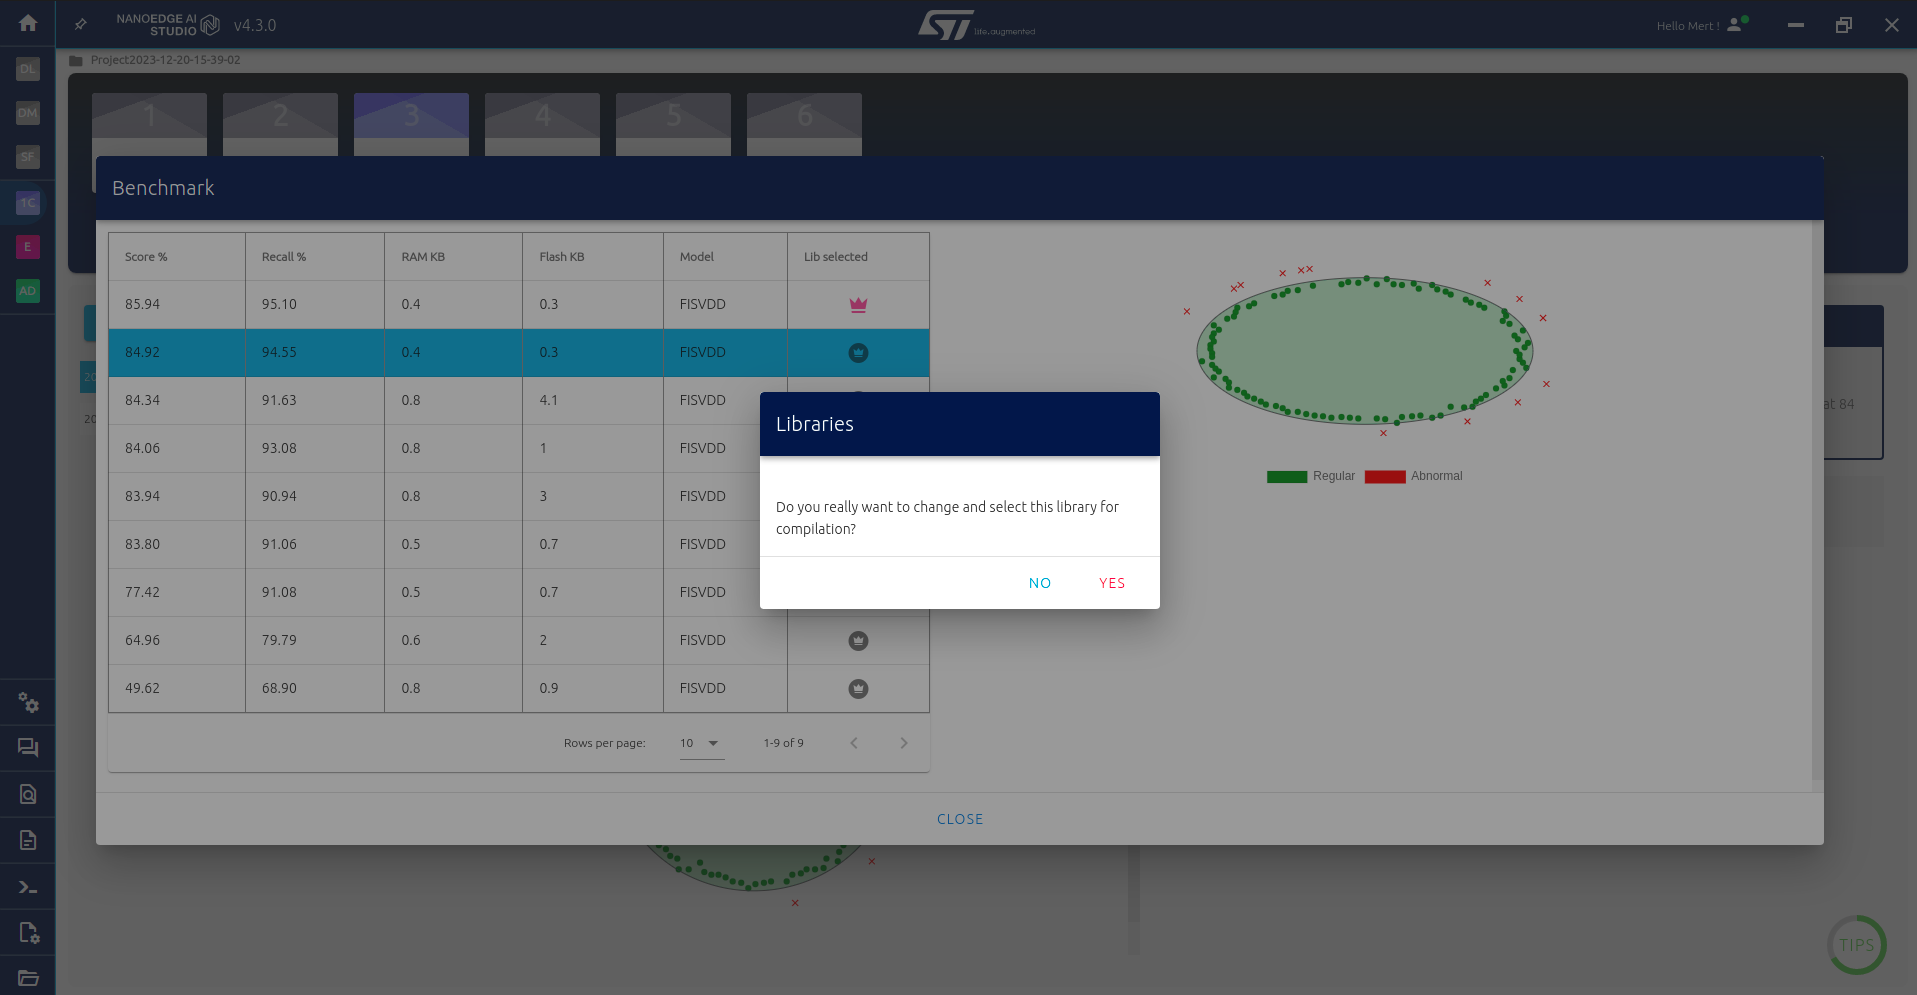 NANOEDGE AI
STUDIO
v4.3.0
ST life.augmented
Hello Mert !
Project2023-12-20-15-39-02
DL
DM
SF
1C
E
AD
1 2 3 4 5 6
Benchmark
Score % Recall % RAM KB Flash KB Model Lib selected
85.94 95.10 0.4 0.3 FISVDD
84.92 94.55 0.4 0.3 FISVDD
84.34 91.63 0.8 4.1 FISVDD
84.06 93.08 0.8 1 FISVDD
83.94 90.94 0.8 3 FISVDD
83.80 91.06 0.5 0.7 FISVDD
77.42 91.08 0.5 0.7 FISVDD
64.96 79.79 0.6 2 FISVDD
49.62 68.90 0.8 0.9 FISVDD
Rows per page: 10 1-9 of 9
Regular Abnormal
20
20
at 84
Libraries
Do you really want to change and select this library for
compilation?
NO YES
CLOSE
TIPS